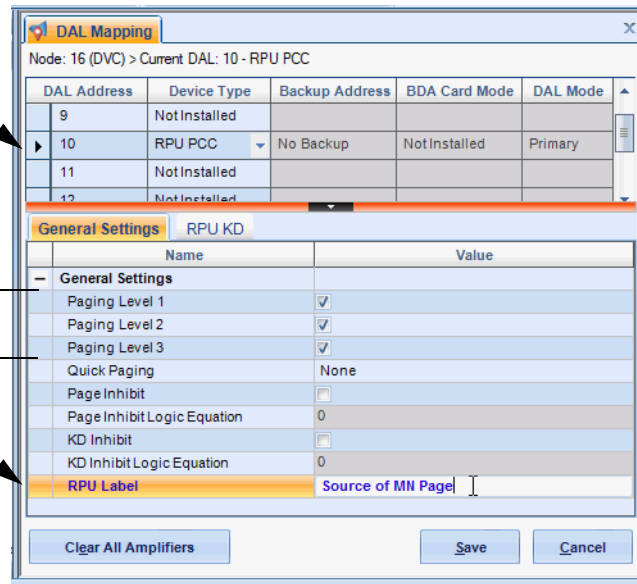 DAL Mapping
x
Node: 16 (DVC) > Current DAL: 10 - RPU PCC
DAL Address Device Type Backup Address BDA Card Mode DAL Mode
9 Not Installed
10 RPU PCC No Backup Not Installed Primary
11 Not Installed
12 Not Installed
General Settings RPU KD
Name Value
General Settings
Paging Level 1
Paging Level 2
Paging Level 3
Quick Paging None
Page Inhibit
Page Inhibit Logic Equation 0
KD Inhibit
KD Inhibit Logic Equation 0
RPU Label Source of MN Page
Clear All Amplifiers Save Cancel